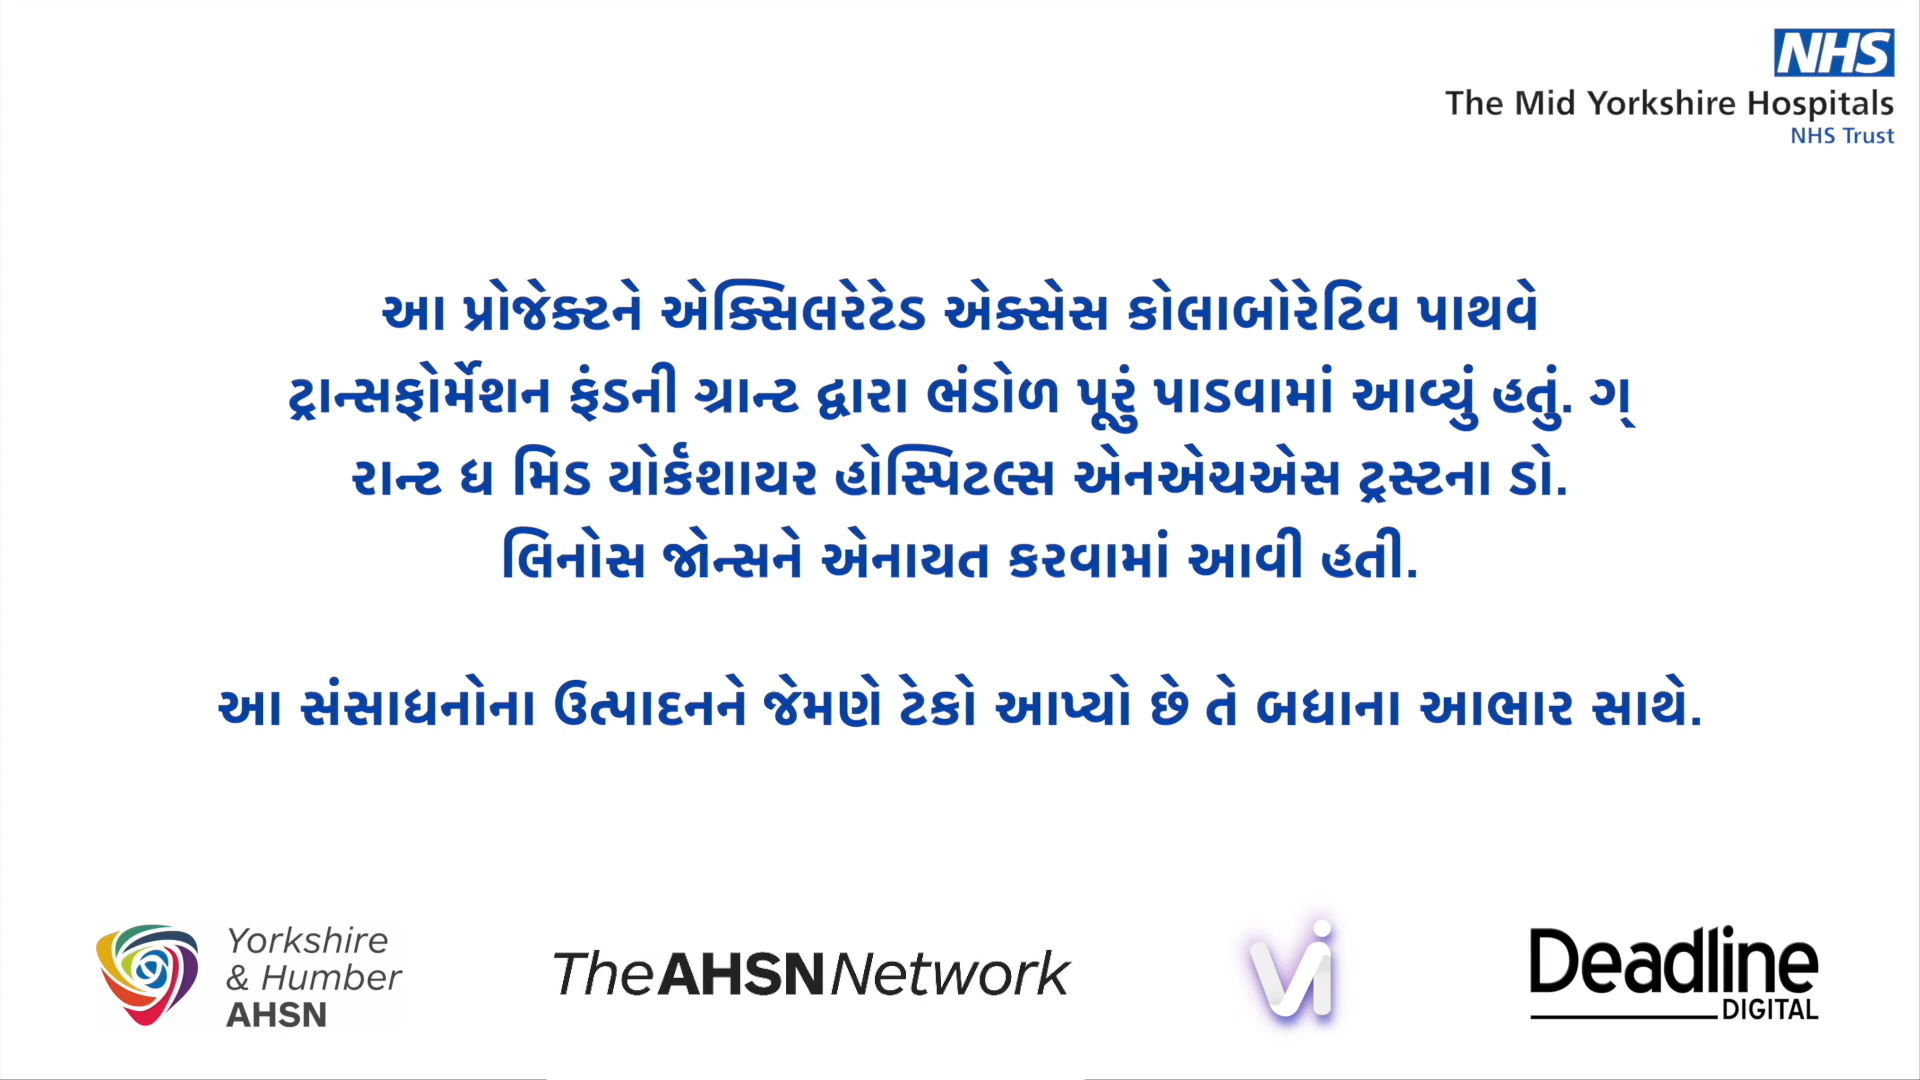 NHS
The Mid Yorkshire Hospitals
NHS Trust
આ પ્રોજેક્ટને એક્સિલરેટેડ એક્સેસ કોલાબોરેટિવ પાથવે
ટ્રાન્સફોર્મેશન ફંડની ગ્રાન્ટ દ્વારા ભંડોળ પૂરું પાડવામાં આવ્યું હતું. ગ્
રાન્ટ ધ મિડ યોર્કશાયર હોસ્પિટલ્સ એનએચએસ ટ્રસ્ટના ડો.
લિનોસ જોન્સને એનાયત કરવામાં આવી હતી.
આ સંસાધનોના ઉત્પાદનને જેમણે ટેકો આપ્યો છે તે બધાના આભાર સાથે.
Yorkshire
& Humber
AHSN
TheAHSNNetwork
vi
Deadline
DIGITAL